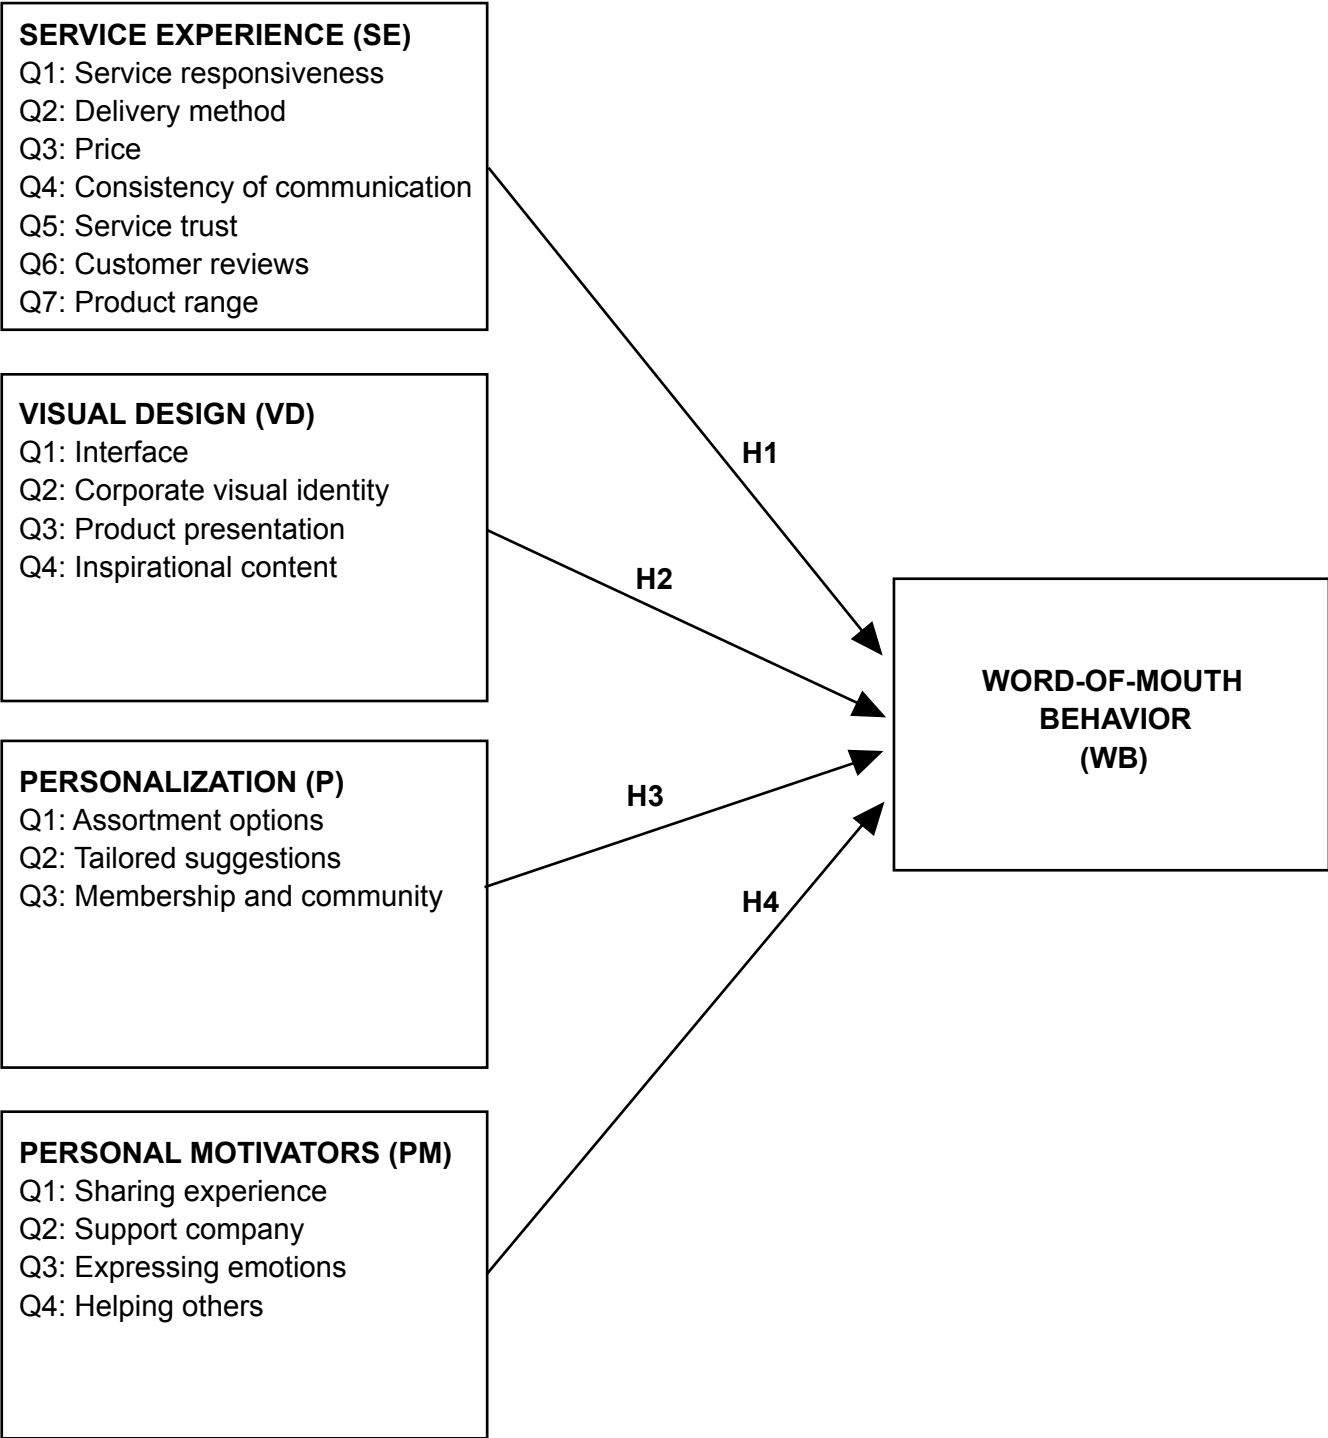 SERVICE EXPERIENCE (SE)
Q1: Service responsiveness
Q2: Delivery method
Q3: Price
Q4: Consistency of communication
Q5: Service trust
Q6: Customer reviews
Q7: Product range
VISUAL DESIGN (VD)
Q1: Interface
Q2: Corporate visual identity
Q3: Product presentation
Q4: Inspirational content
PERSONALIZATION (P)
Q1: Assortment options
Q2: Tailored suggestions
Q3: Membership and community
PERSONAL MOTIVATORS (PM)
Q1: Sharing experience
Q2: Support company
Q3: Expressing emotions
Q4: Helping others
H1
H2
H3
H4
WORD-OF-MOUTH
BEHAVIOR
(WB)